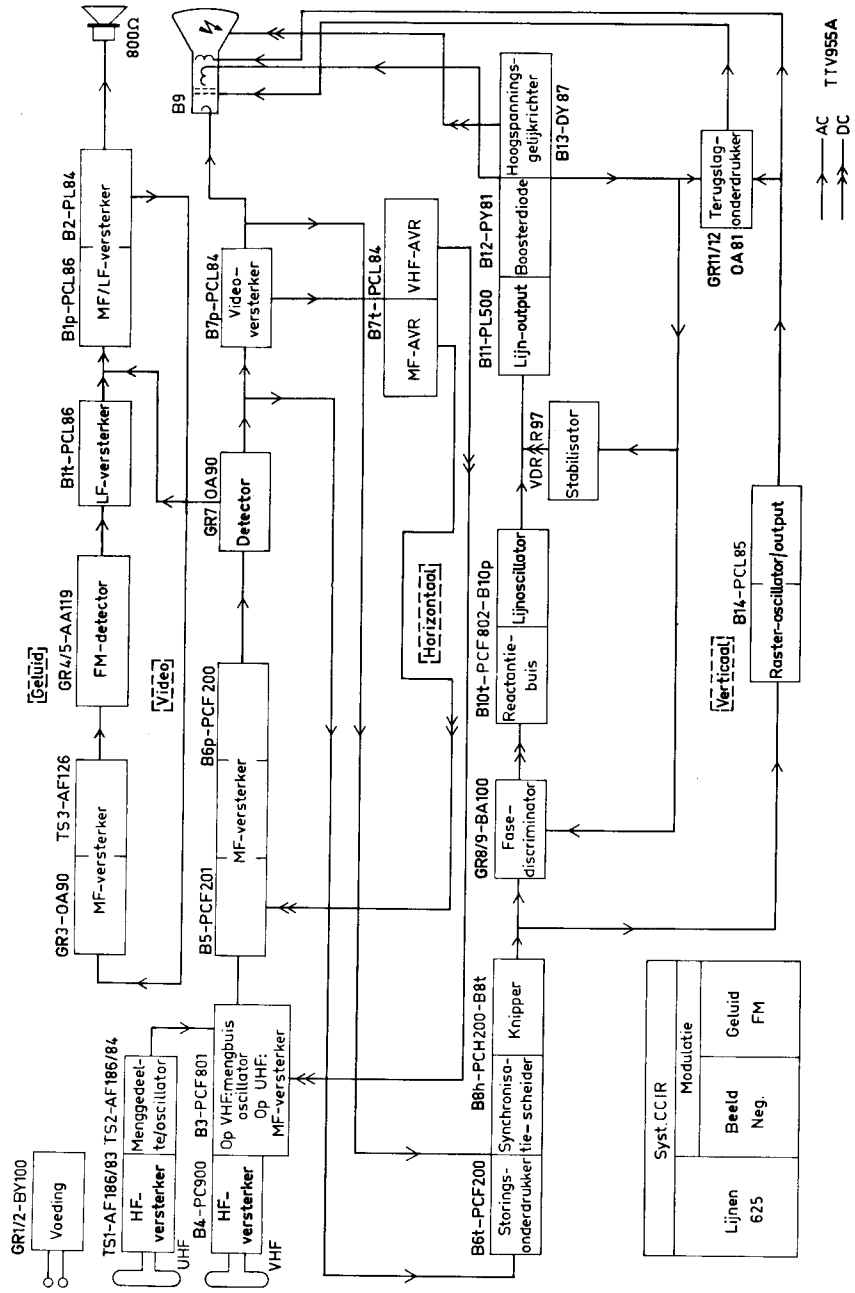 GR1/2-BY100
Voeding
TS1-AF186/83
TS2-AF186/84
HF-
versterker
Menggedeel-
te/oscillator
UHF
B4-PC900
B3-PCF801
HF-
versterker
Op VHF:mengbuis
oscillator
Op UHF:
MF-versterker
VHF
Geluid
GR3-OA90
TS3-AF126
MF-versterker
GR4/5-AA119
FM-detector
B1t-PCL86
LF-versterker
B1p-PCL86
B2-PL84
MF/LF-versterker
800Ω
Video
B5-PCF201
B6p-PCF200
MF-versterker
GR7
OA90
Detector
B7p-PCL84
Video-
versterker
B9
B7t-PCL84
MF-AVR
VHF-AVR
Horizontaal
B6t-PCF200
B8h-PCH200-B8t
Storings-
onderdrukker
Synchronisa-
tie-scheider
Knipper
GR8/9-BA100
Fase-
discriminator
B10t-PCF802-B10p
Reactantie-
buis
Lijnoscillator
VDR R97
Stabilisator
B11-PL500
B12-PY81
Lijn-output
Boosterdiode
Hoogspannings-
gelijkrichter
B13-DY87
GR11/12
OA81
Terugslag-
onderdrukker
Verticaal
B14-PCL85
Raster-oscillator/output
Syst.CCIR
Modulatie
Lijnen
Beeld
Geluid
625
Neg.
FM
AC
DC
TTV955A